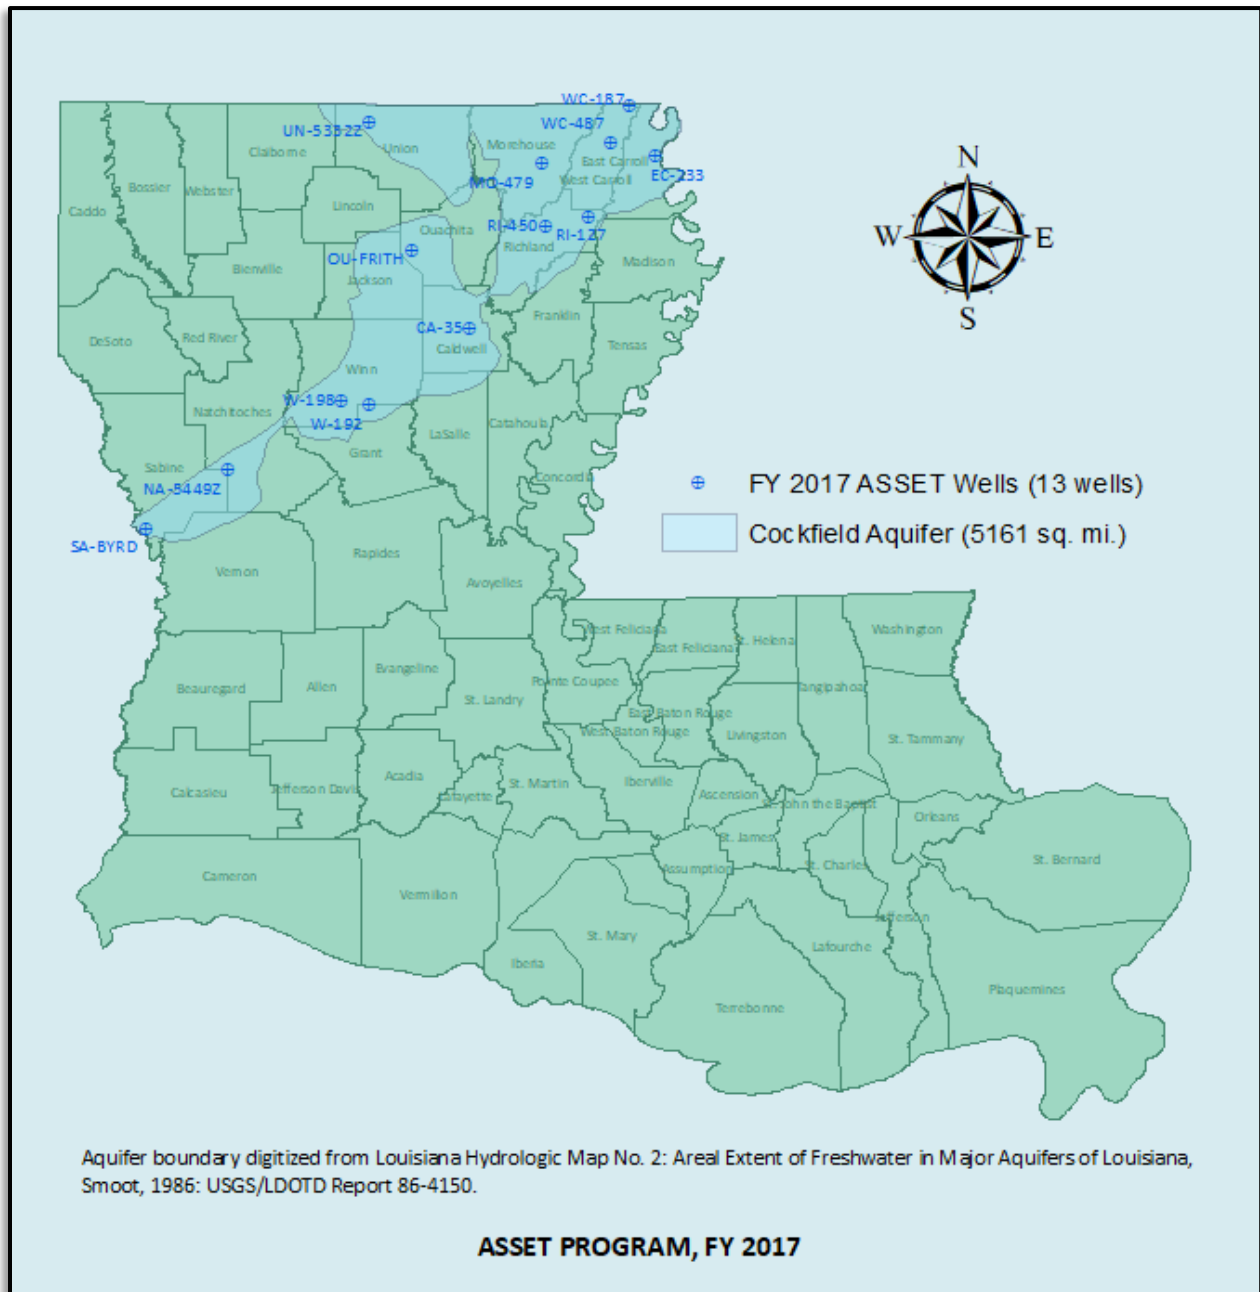 WC-187
WC-487
UN-5332Z
Union
Morehouse
Claiborne
East Carroll
EC-233
MO-479
West Carroll
Bossier
Webster
Caddo
Lincoln
Ouachita
RI-450
RI-127
Richland
N
W
E
S
OU-FRITH
Madison
Bienville
Jackson
Franklin
CA-35
Red River
DeSoto
Caldwell
Tensas
Winn
W-198
Natchitoches
W-192
Catahoula
LaSalle
Grant
Sabine
Concordia
NA-5449Z
FY 2017 ASSET Wells (13 wells)
Cockfield Aquifer (5161 sq. mi.)
SA-BYRD
Rapides
Vernon
Avoyelles
West Feliciana
Washington
St. Helena
East Feliciana
Evangeline
Pointe Coupee
Beauregard
Allen
Tangipahoa
St. Landry
East Baton Rouge
West Baton Rouge
Livingston
St. Tammany
Acadia
St. Martin
Iberville
Calcasieu
Jefferson Davis
Lafayette
Ascension
St. John the Baptist
Orleans
St. James
St. Bernard
Assumption
St. Charles
Cameron
Vermilion
Jefferson
St. Mary
Lafourche
Iberia
Plaquemines
Terrebonne
Aquifer boundary digitized from Louisiana Hydrologic Map No. 2: Areal Extent of Freshwater in Major Aquifers of Louisiana,
Smoot, 1986: USGS/LDOTD Report 86-4150.
ASSET PROGRAM, FY 2017